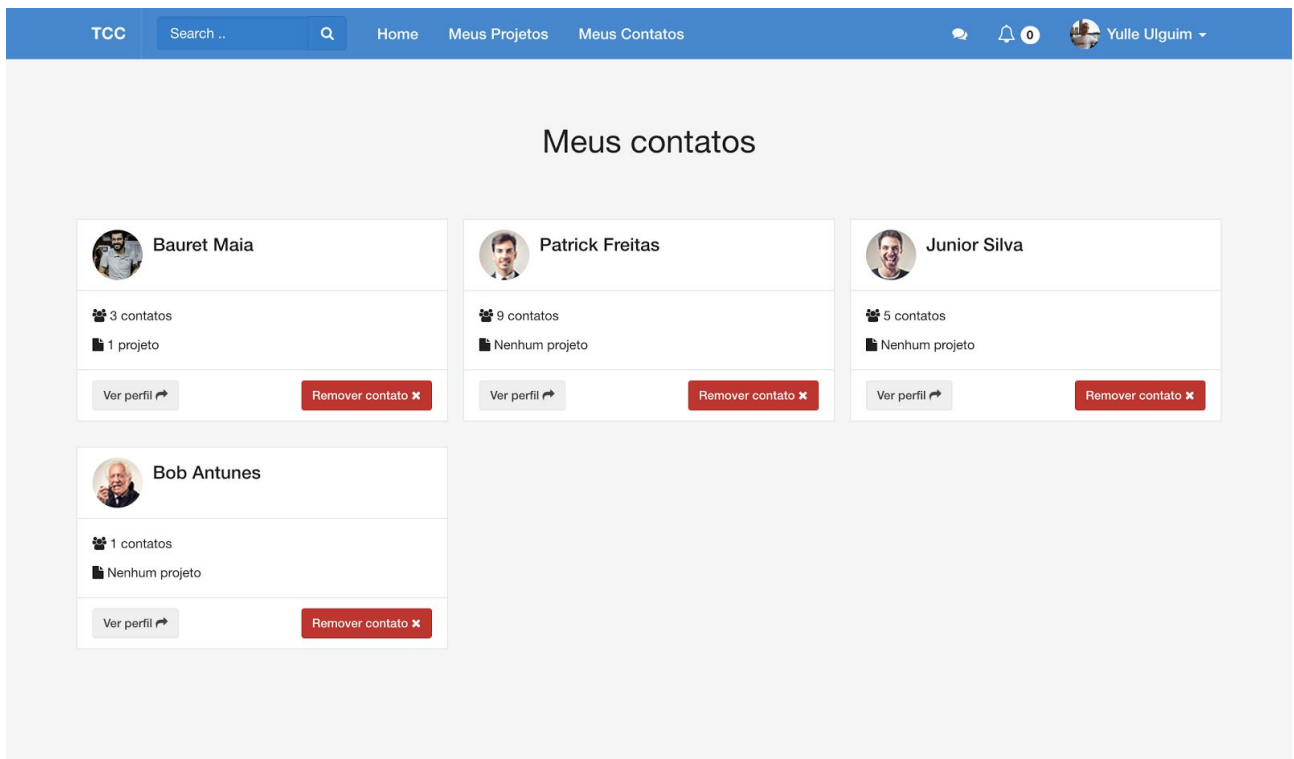 TCC Search .. Home Meus Projetos Meus Contatos 0 Yulle Ulguim
Meus contatos
Bauret Maia
3 contatos
1 projeto
Ver perfil Remover contato
Patrick Freitas
9 contatos
Nenhum projeto
Ver perfil Remover contato
Junior Silva
5 contatos
Nenhum projeto
Ver perfil Remover contato
Bob Antunes
1 contatos
Nenhum projeto
Ver perfil Remover contato